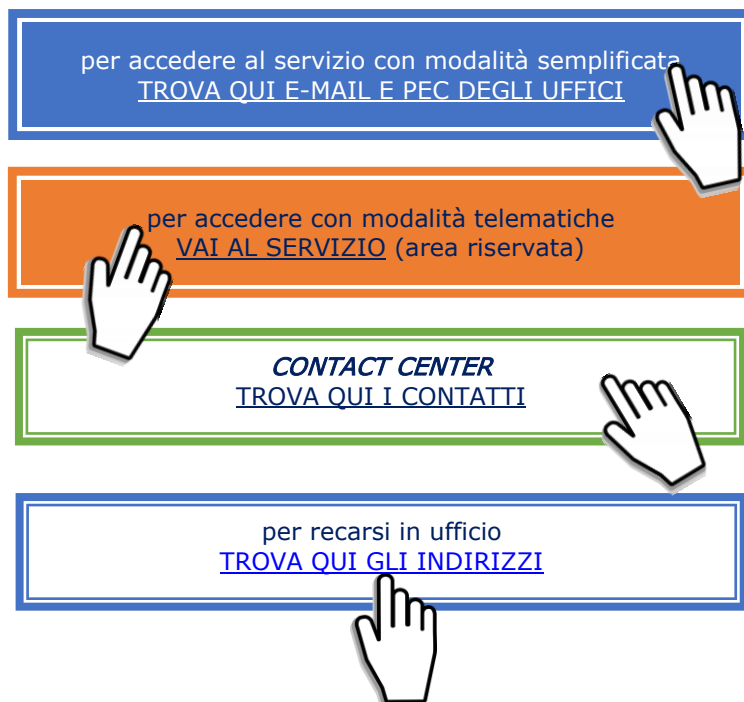 per accedere al servizio con modalità semplificata
TROVA QUI E-MAIL E PEC DEGLI UFFICI
per accedere con modalità telematiche
VAI AL SERVIZIO (area riservata)
CONTACT CENTER
TROVA QUI I CONTATTI
per recarsi in ufficio
TROVA QUI GLI INDIRIZZI